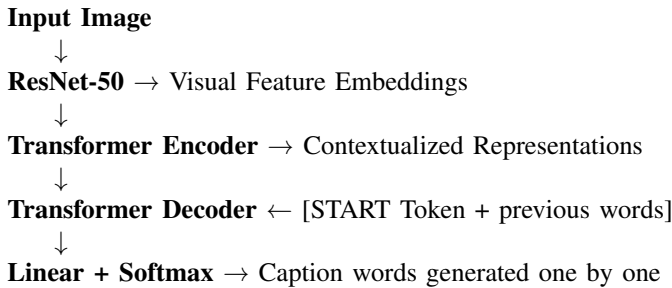 Input Image
↓
ResNet-50 → Visual Feature Embeddings
↓
Transformer Encoder → Contextualized Representations
↓
Transformer Decoder ← [START Token + previous words]
↓
Linear + Softmax → Caption words generated one by one